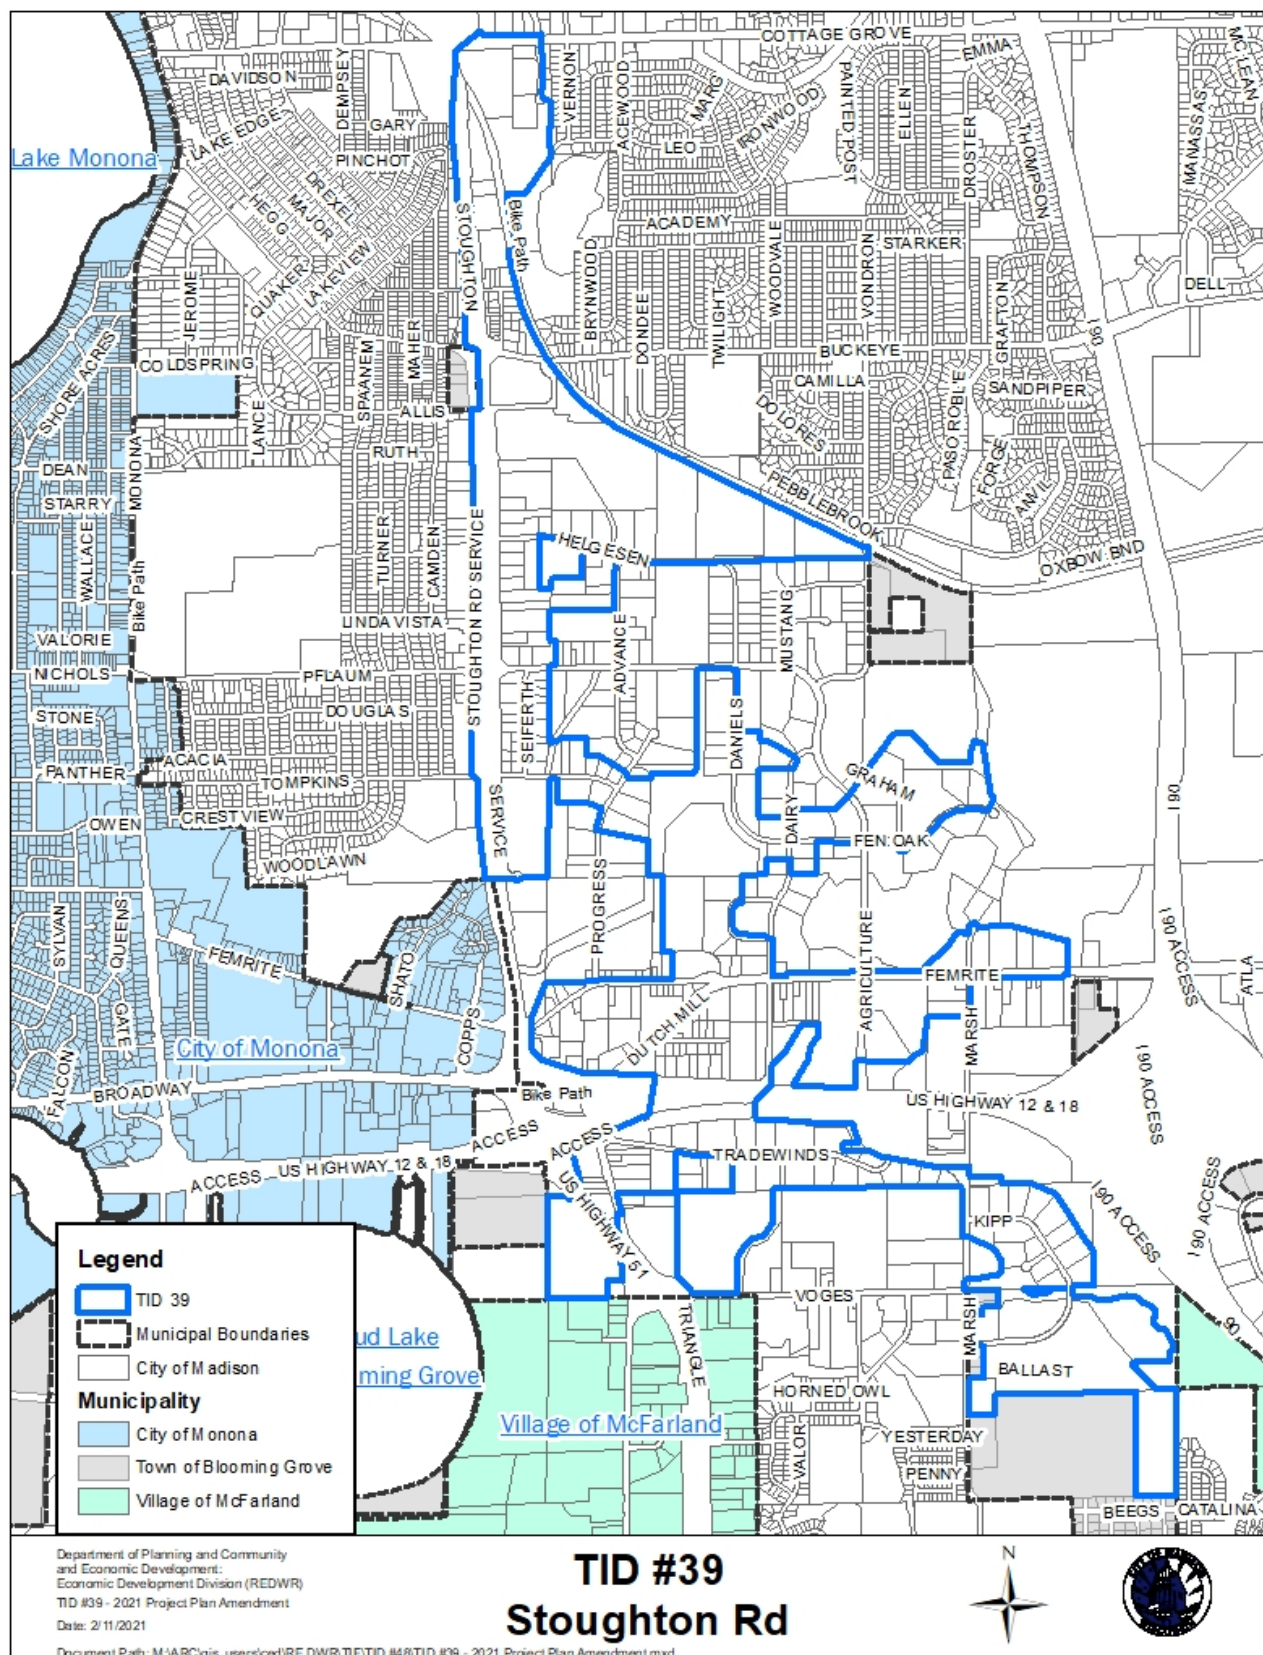 COTTAGE GROVE
EMMA
MCLEAN
DAVIDSON
DEMPSEY
VERNON
ACEWOOD
MARG
IRONWOOD
PAINTED POST
ELLEN
DROSTER
THOMPSON
MANASSAS
LAKE EDGE
GARY
LEO
Lake Monona
PINCHOT
DREXEL
MAJOR
HEGG
STOUGHTON
Bike Path
ACADEMY
WOODVALE
VONDRON
STARKER
QUAKER
LAKEVIEW
BRYNWOOD
DONDEE
TWILIGHT
GRAFTON
DELL
JEROME
I 90
SHORE ACRES
COLDSPRING
SPAANEM
MAHER
BUCKEYE
CAMILLA
SANDPIPER
LANCE
ALLIS
DOLORES
PASO ROBLE
FORGE
ANVIL
RUTH
DEAN
MONONA
STARRY
WALLACE
TURNER
CAMDEN
STOUGHTON RD SERVICE
PEBBLEBROOK
HELGESEN
OXBOW BND
Bike Path
LINDA VISTA
ADVANCE
MUSTANG
VALORIE
NICHOLS
PFLAUM
STONE
DOUGLAS
SEIFERTH
DANIELS
PANTHER
ACACIA
TOMPKINS
GRAHAM
I 90
OWEN
CRESTVIEW
SERVICE
DAIRY
FEN OAK
WOODLAWN
SYLVAN
QUEENS
PROGRESS
AGRICULTURE
I 90 ACCESS
FEMRITE
SHATO
FEMRITE
ATLA
GATE
City of Monona
COPPS
DUTCH MILL
MARSH
FALCON
BROADWAY
Bike Path
US HIGHWAY 12 & 18
I 90 ACCESS
ACCESS
US HIGHWAY 12 & 18
ACCESS
ACCESS
TRADEWINDS
US HIGHWAY 51
KIPP
I 90 ACCESS
I 90 ACCESS
VOGES
MARSH
90
TRIANGLE
BALLAST
ud Lake
ming Grove
HORNED OWL
Village of McFarland
VALOR
YESTERDAY
PENNY
BEEGS
CATALINA
Legend
TID 39
Municipal Boundaries
City of Madison
Municipality
City of Monona
Town of Blooming Grove
Village of McFarland
Department of Planning and Community
and Economic Development:
Economic Development Division (REDWR)
TID #39 - 2021 Project Plan Amendment
Date: 2/11/2021
TID #39
Stoughton Rd
N